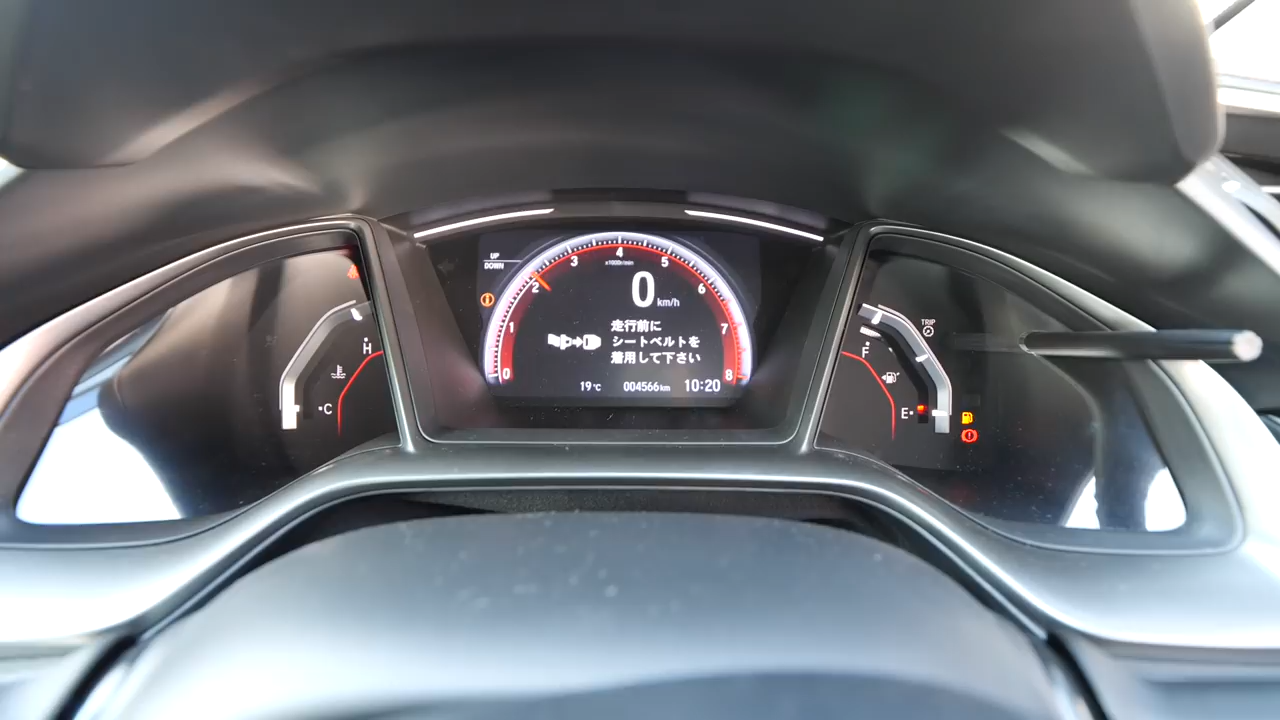 UP
DOWN
0 1 2 3 4 5 6 7 8
x1000r/min
0 km/h
走行前に
シートベルトを
着用して下さい
19℃ 004566km 10:20
H
C
TRIP
F
E